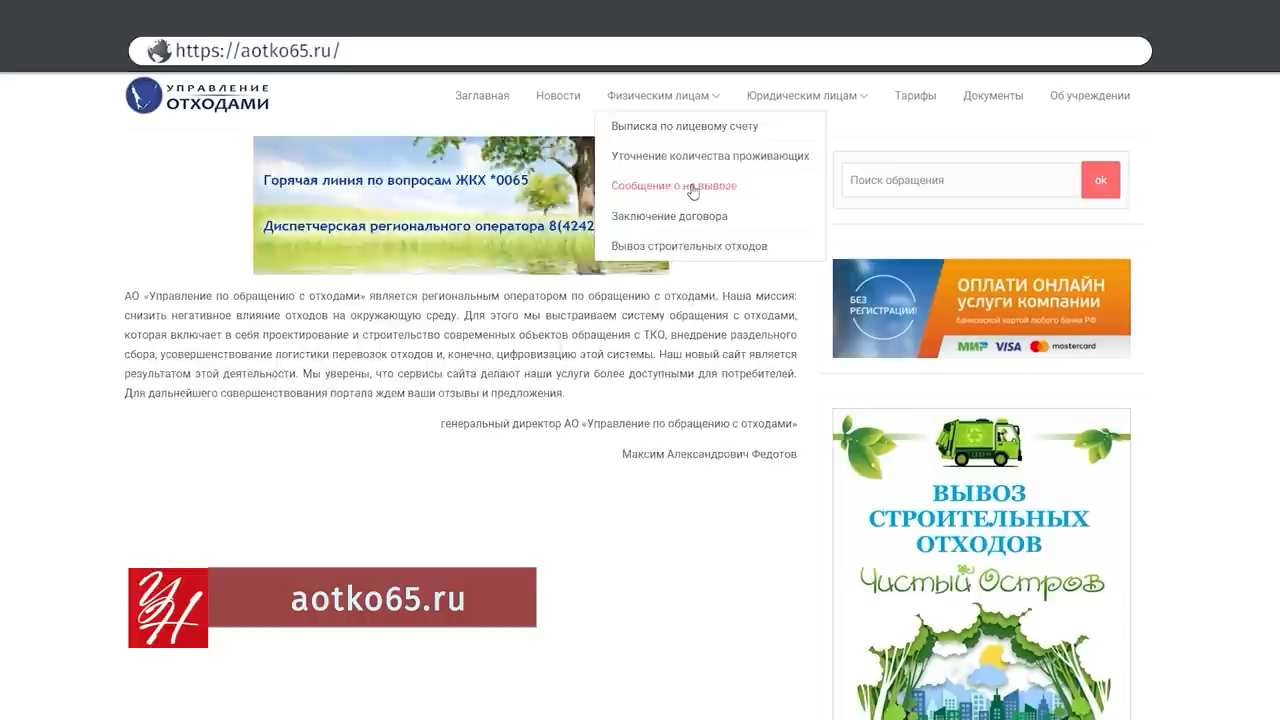 https://aotko65.ru/
УПРАВЛЕНИЕ
ОТХОДАМИ
Заглавная Новости Физическим лицам Юридическим лицам Тарифы Документы Об учреждении
Выписка по лицевому счету
Уточнение количества проживающих
Сообщение о невывозе
Заключение договора
Вывоз строительных отходов
Горячая линия по вопросам ЖКХ *0065
Диспетчерская регионального оператора 8(4242
Поиск обращения
ok
БЕЗ
РЕГИСТРАЦИИ!
ОПЛАТИ ОНЛАЙН
услуги компании
банковской картой любого банка РФ
МИР VISA mastercard
АО «Управление по обращению с отходами» является региональным оператором по обращению с отходами. Наша миссия:
снизить негативное влияние отходов на окружающую среду. Для этого мы выстраиваем систему обращения с отходами,
которая включает в себя проектирование и строительство современных объектов обращения с ТКО, внедрение раздельного
сбора, усовершенствование логистики перевозок отходов и, конечно, цифровизацию этой системы. Наш новый сайт является
результатом этой деятельности. Мы уверены, что сервисы сайта делают наши услуги более доступными для потребителей.
Для дальнейшего совершенствования портала ждем ваши отзывы и предложения.
генеральный директор АО «Управление по обращению с отходами»
Максим Александрович Федотов
ВЫВОЗ
СТРОИТЕЛЬНЫХ
ОТХОДОВ
Чистый Остров
УН
aotko65.ru